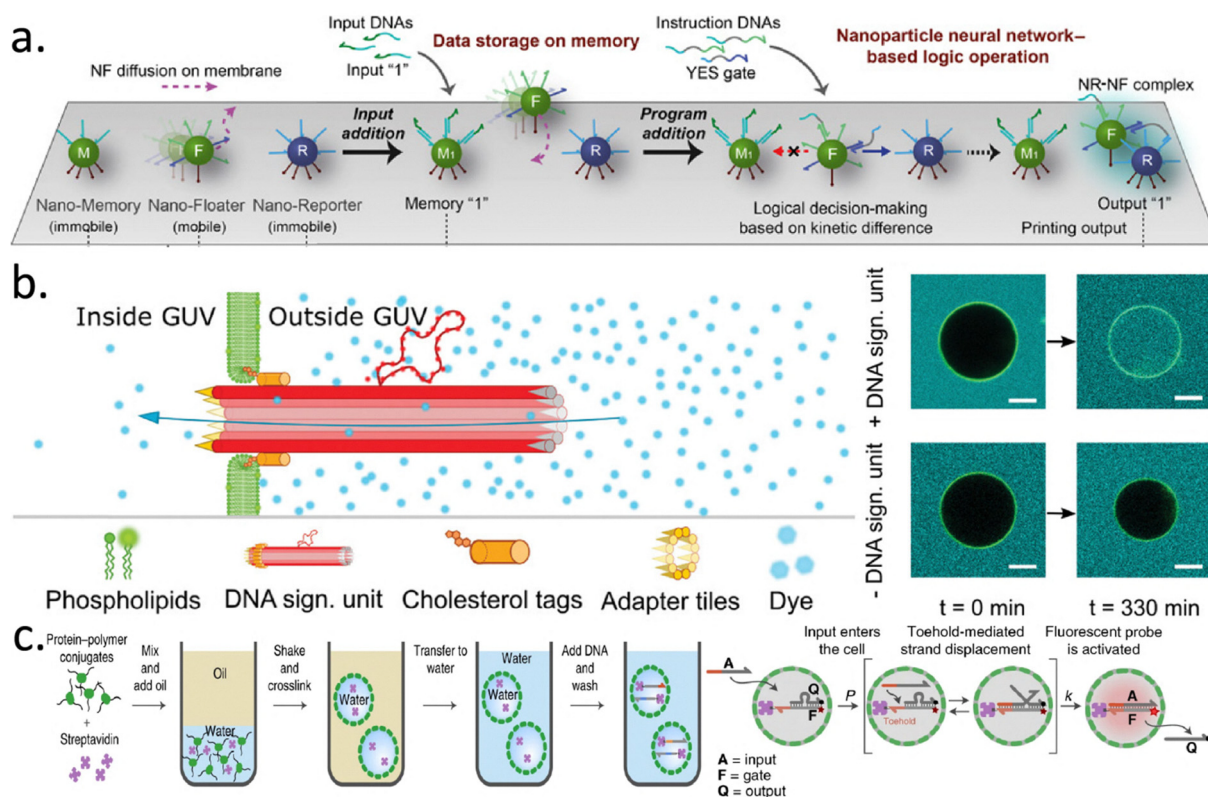 a.
NF diffusion on membrane
Input DNAs
Input "1"
Data storage on memory
Instruction DNAs
YES gate
Nanoparticle neural network–
based logic operation
NR-NF complex
M
F
R
Input
addition
M1
F
R
Program
addition
M1
F
R
M1
F
R
Nano-Memory
(immobile)
Nano-Floater
(mobile)
Nano-Reporter
(immobile)
Memory "1"
Logical decision-making
based on kinetic difference
Printing output
Output "1"
b.
Inside GUV
Outside GUV
+ DNA sign. unit
- DNA sign. unit
Phospholipids
DNA sign. unit
Cholesterol tags
Adapter tiles
Dye
t = 0 min
t = 330 min
c.
Protein–polymer
conjugates
+
Streptavidin
Mix
and
add oil
Oil
Water
Shake
and
crosslink
Water
Transfer to
water
Water
Water
Add DNA
and
wash
Input enters
the cell
A
Q
F
P
A = input
F = gate
Q = output
Toehold-mediated
strand displacement
Toehold
k
Fluorescent probe
is activated
A
F
Q